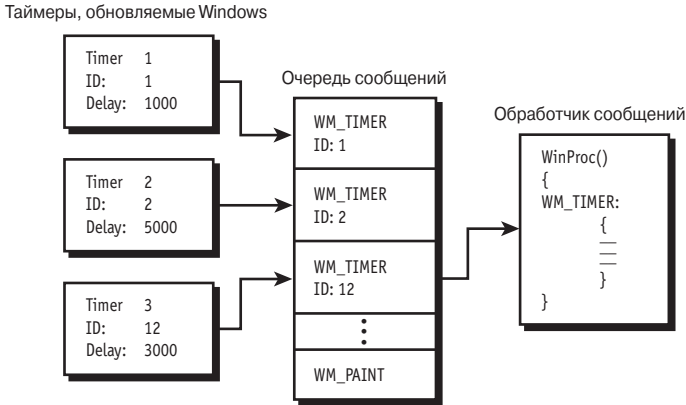 Таймеры, обновляемые Windows
Timer 1
ID: 1
Delay: 1000
Timer 2
ID: 2
Delay: 5000
Timer 3
ID: 12
Delay: 3000
Очередь сообщений
WM_TIMER
ID: 1
WM_TIMER
ID: 2
WM_TIMER
ID: 12
WM_PAINT
Обработчик сообщений
WinProc()
{
WM_TIMER:
{
}
}